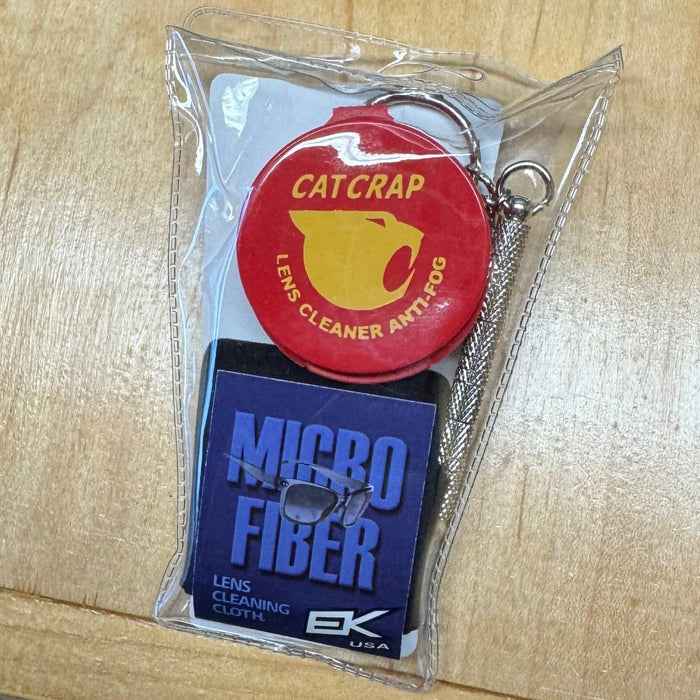 CATCRAP
LENS CLEANER ANTI-FOG
MICRO
FIBER
LENS
CLEANING
CLOTH
EK
USA